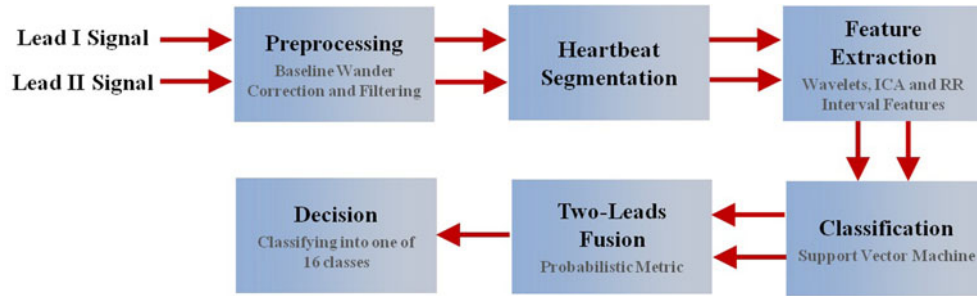 Lead I Signal
Lead II Signal
Preprocessing
Baseline Wander
Correction and Filtering
Heartbeat
Segmentation
Feature
Extraction
Wavelets, ICA and RR
Interval Features
Decision
Classifying into one of
16 classes
Two-Leads
Fusion
Probabilistic Metric
Classification
Support Vector Machine